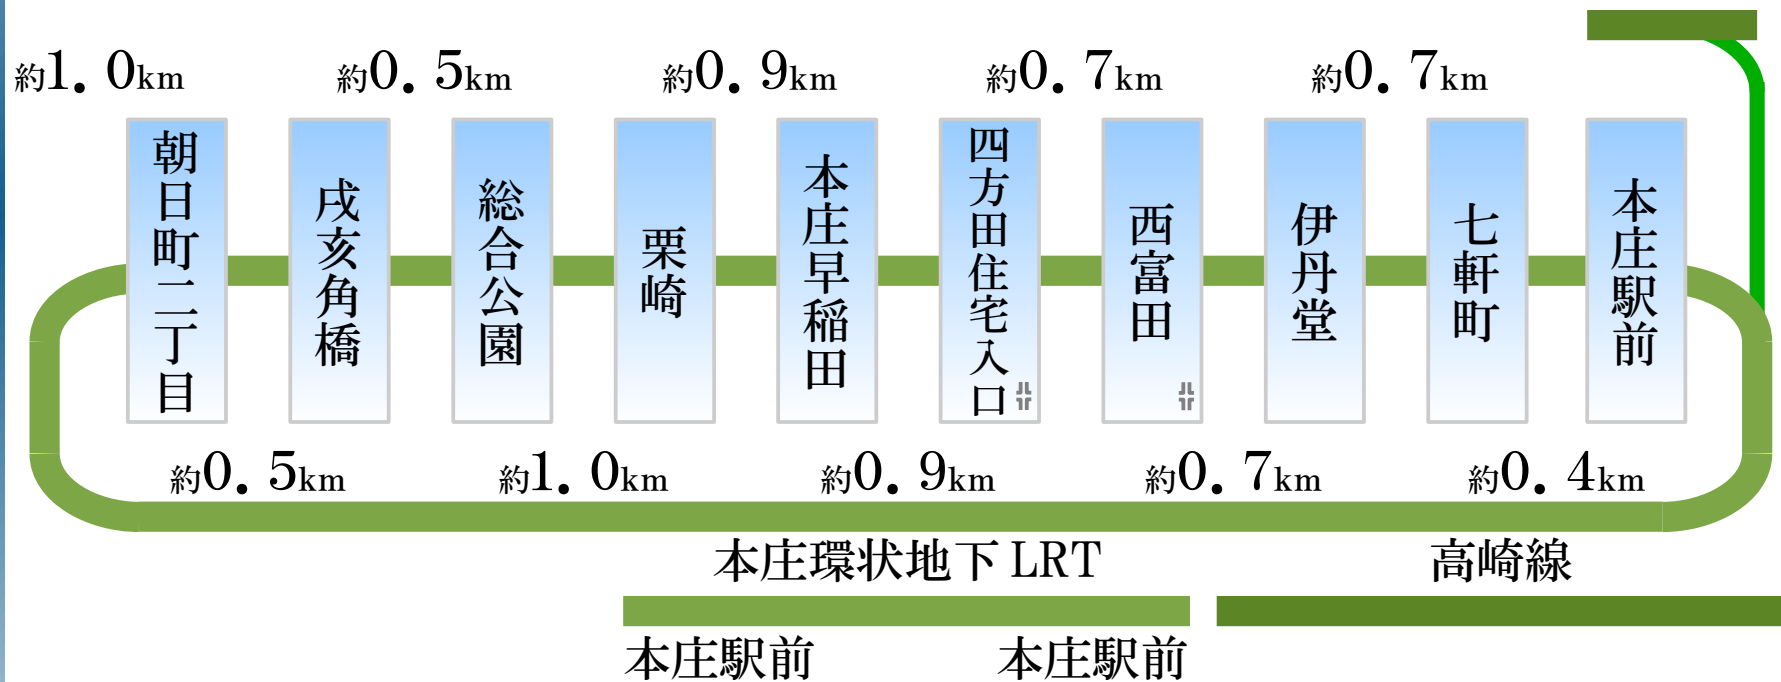 約1.0km
約0.5km
約0.9km
約0.7km
約0.7km
朝日町二丁目
戌亥角橋
総合公園
栗崎
本庄早稲田
四方田住宅入口
西富田
伊丹堂
七軒町
本庄駅前
約0.5km
約1.0km
約0.9km
約0.7km
約0.4km
本庄環状地下LRT
高崎線
本庄駅前
本庄駅前